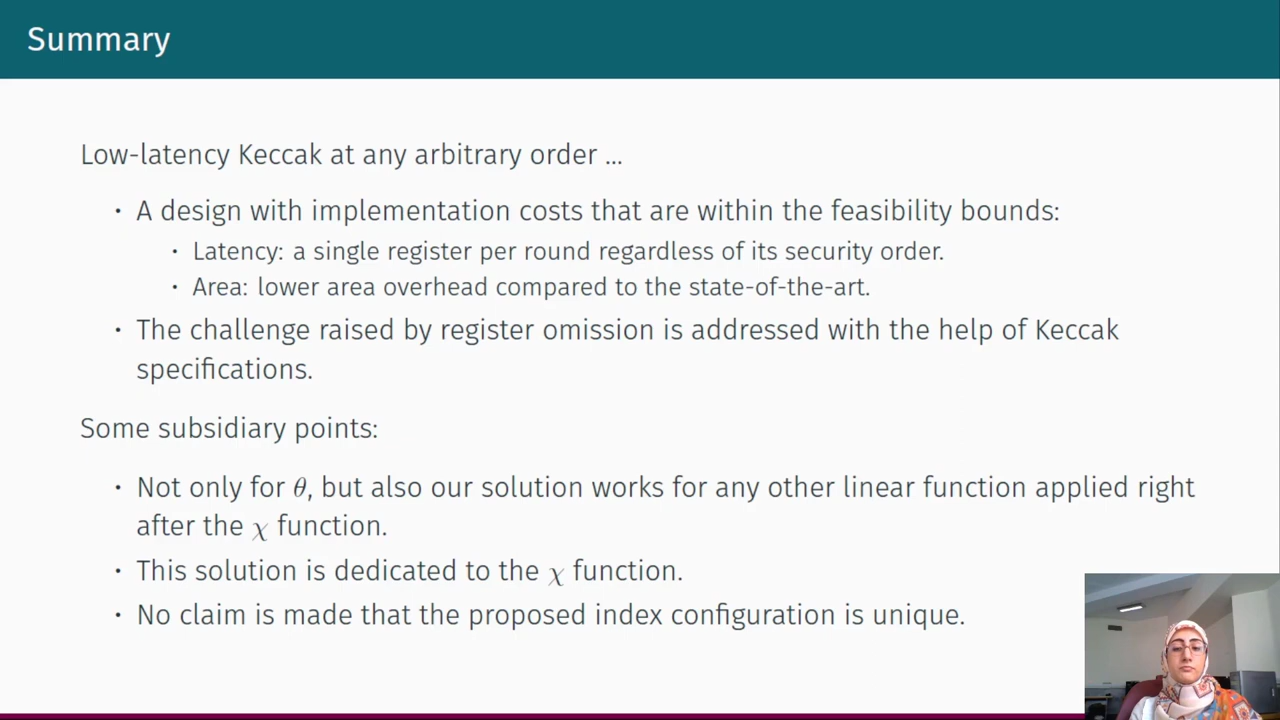 Summary
Low-latency Keccak at any arbitrary order ...
• A design with implementation costs that are within the feasibility bounds:
• Latency: a single register per round regardless of its security order.
• Area: lower area overhead compared to the state-of-the-art.
• The challenge raised by register omission is addressed with the help of Keccak
specifications.
Some subsidiary points:
• Not only for θ, but also our solution works for any other linear function applied right
after the χ function.
• This solution is dedicated to the χ function.
• No claim is made that the proposed index configuration is unique.